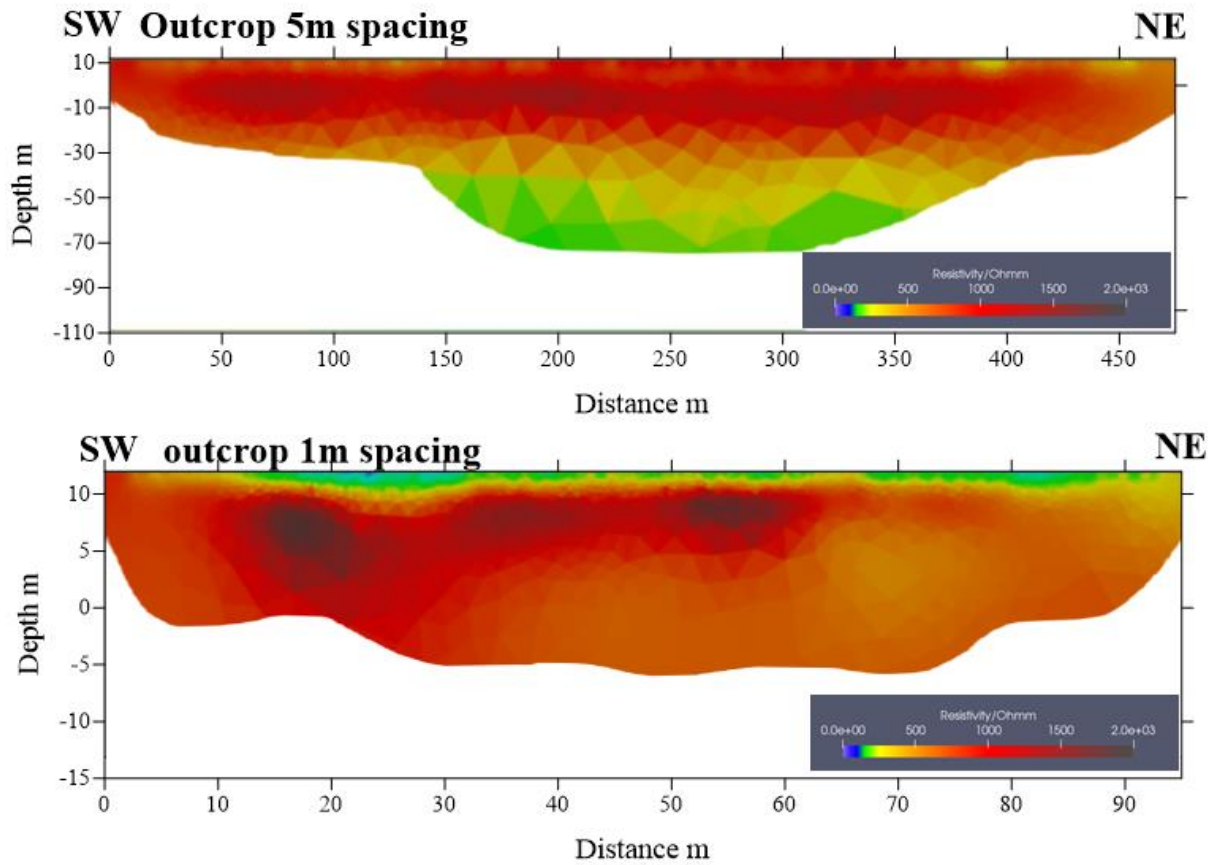 SW Outcrop 5m spacing NE
10
-10
-30
-50
-70
-90
-110
Depth m
Resistivity/Ohmm
0.0e+00 500 1000 1500 2.0e+03
0 50 100 150 200 250 300 350 400 450
Distance m
SW outcrop 1m spacing NE
10
5
0
-5
-10
-15
Depth m
Resistivity/Ohmm
0.0e+00 500 1000 1500 2.0e+03
0 10 20 30 40 50 60 70 80 90
Distance m